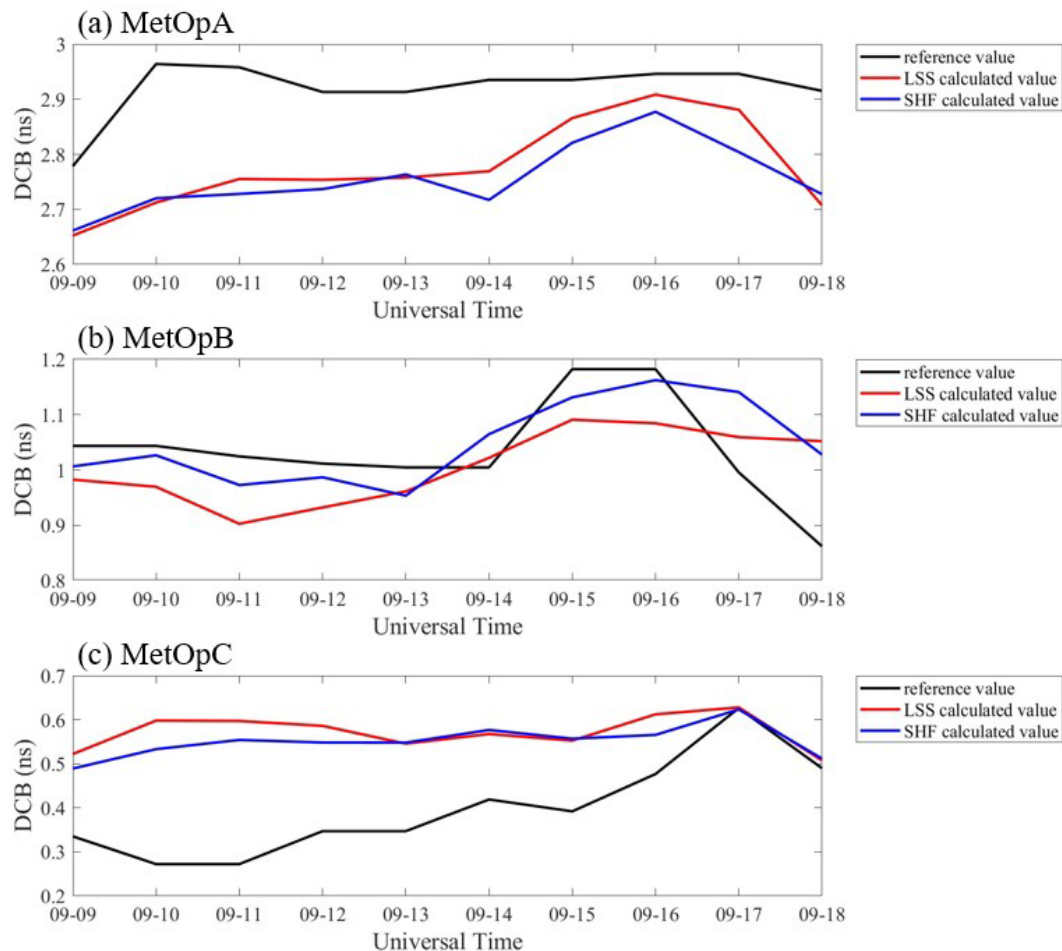 (a) MetOpA
DCB (ns)
3
2.9
2.8
2.7
2.6
09-09 09-10 09-11 09-12 09-13 09-14 09-15 09-16 09-17 09-18
Universal Time
reference value
LSS calculated value
SHF calculated value
(b) MetOpB
DCB (ns)
1.2
1.1
1
0.9
0.8
09-09 09-10 09-11 09-12 09-13 09-14 09-15 09-16 09-17 09-18
Universal Time
reference value
LSS calculated value
SHF calculated value
(c) MetOpC
DCB (ns)
0.7
0.6
0.5
0.4
0.3
0.2
09-09 09-10 09-11 09-12 09-13 09-14 09-15 09-16 09-17 09-18
Universal Time
reference value
LSS calculated value
SHF calculated value